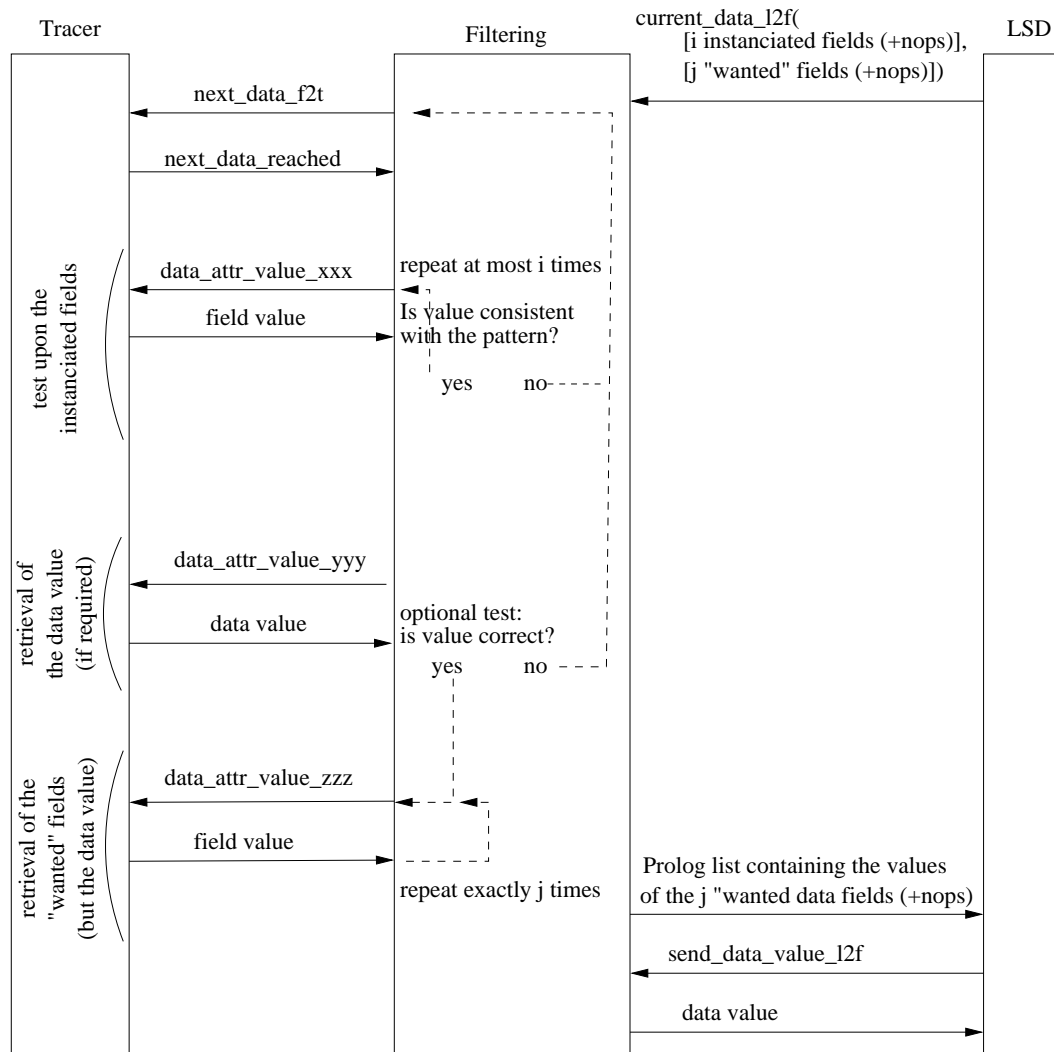 Tracer
Filtering
current_data_l2f(
[i instanciated fields (+nops)],
[j "wanted" fields (+nops)])
LSD
next_data_f2t
next_data_reached
test upon the
instanciated fields
data_attr_value_xxx
field value
repeat at most i times
Is value consistent
with the pattern?
yes
no
retrieval of
the data value
(if required)
data_attr_value_yyy
data value
optional test:
is value correct?
yes
no
retrieval of the
"wanted" fields
(but the data value)
data_attr_value_zzz
field value
repeat exactly j times
Prolog list containing the values
of the j "wanted data fields (+nops)
send_data_value_l2f
data value